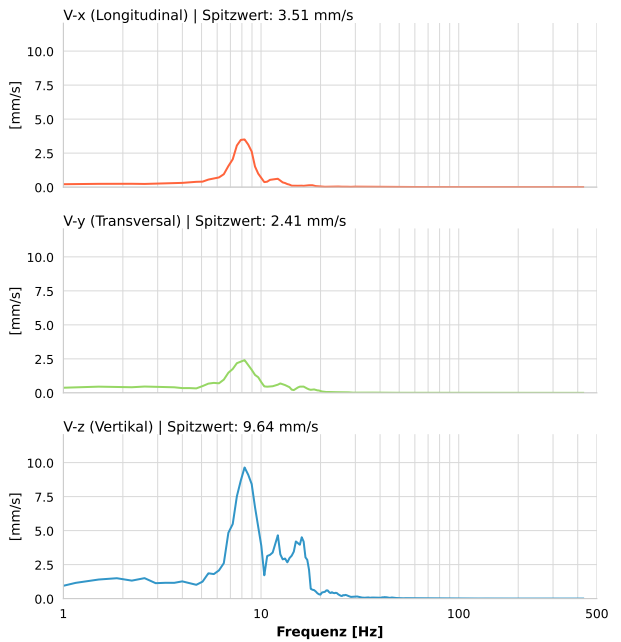 V-x (Longitudinal) | Spitzwert: 3.51 mm/s
10.0
7.5
5.0
2.5
0.0
[mm/s]
V-y (Transversal) | Spitzwert: 2.41 mm/s
10.0
7.5
5.0
2.5
0.0
[mm/s]
V-z (Vertikal) | Spitzwert: 9.64 mm/s
10.0
7.5
5.0
2.5
0.0
[mm/s]
1 10 100 500
Frequenz [Hz]